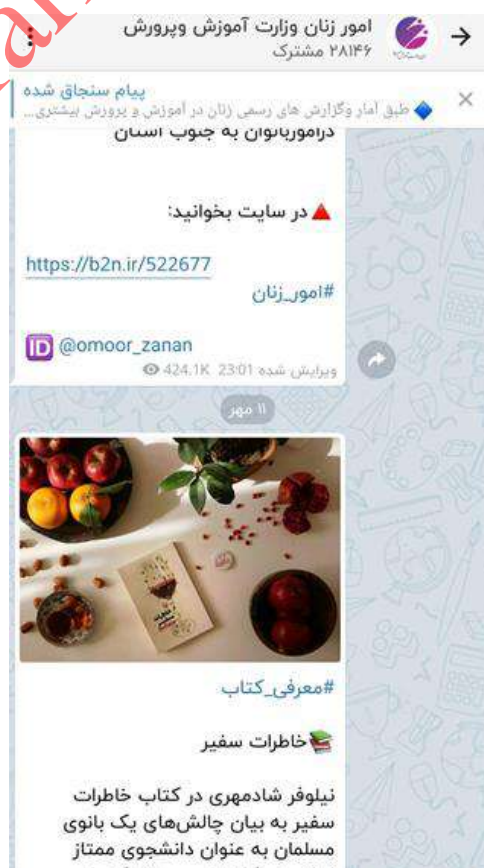 امور زنان وزارت آموزش وپرورش
۲۸۱۴۶ مشترک
پیام سنجاق شده
طبق آمار وگزارش های رسمی زنان در آموزش و پرورش بیشتری...
درامور بانوان به جنوب استان
🔺در سایت بخوانید:
https://b2n.ir/522677
#امور_زنان
🆔 @omoor_zanan
ویرایش شده 23:01 424.1K
۱۱ مهر
#معرفی_کتاب
📚خاطرات سفیر
نیلوفر شادمهری در کتاب خاطرات
سفیر به بیان چالش‌های یک بانوی
مسلمان به عنوان دانشجوی ممتاز